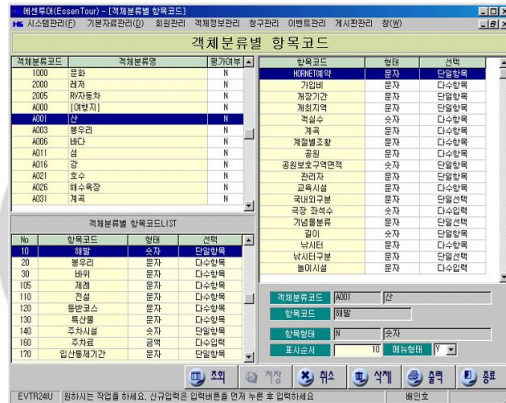 에센투어(EssenTour) - [객체분류별 항목코드]
시스템관리(F) 기본자료관리(D) 회원관리 객체정보관리 청구관리 이벤트관리 게시판관리 창(W)
객체분류별 항목코드
객체분류코드 객체분류명 평가여부
1000 문화 N
2000 레저 N
2005 RV자동차 N
A000 [여행지] N
A001 산 N
A003 봉우리 N
A006 바다 N
A011 섬 N
A016 강 N
A021 호수 N
A026 해수욕장 N
A031 계곡 N
객체분류별 항목코드LIST
No 항목코드 형태 선택
10 해발 숫자 단일항목
20 봉우리 문자 다수항목
30 바위 문자 다수항목
105 제례 문자 다수항목
110 전설 문자 다수항목
120 등반코스 문자 다수항목
130 특산물 문자 다수항목
140 주차시설 숫자 단일항목
160 주차료 금액 다수항목
170 입산통제기간 문자 단일항목
항목코드 형태 선택
HORNET예약 문자 단일항목
가입비 문자 다수항목
개장기간 문자 다수항목
개최지역 문자 다수항목
객실수 숫자 다수항목
계곡 문자 다수항목
계절별조황 문자 다수항목
공원 문자 다수항목
공원보호구역면적 숫자 다수항목
관리자 문자 단일항목
교육시설 문자 다수항목
국내외구분 문자 단일선택
극장 좌석수 숫자 다수입력
기념물분류 문자 단일선택
길이 숫자 단일항목
낚시터 문자 다수항목
낚시터구분 문자 단일선택
놀이시설 문자 다수입력
객체분류코드 A001 산
항목코드 해발
항목형태 N 숫자
표시순서 10 메뉴형태 Y
조회 저장 취소 삭제 출력 종료
EVTR24IU 원하시는 작업을 하세요. 신규입력은 입력버튼을 먼저 누른 후 입력하세요 배인호